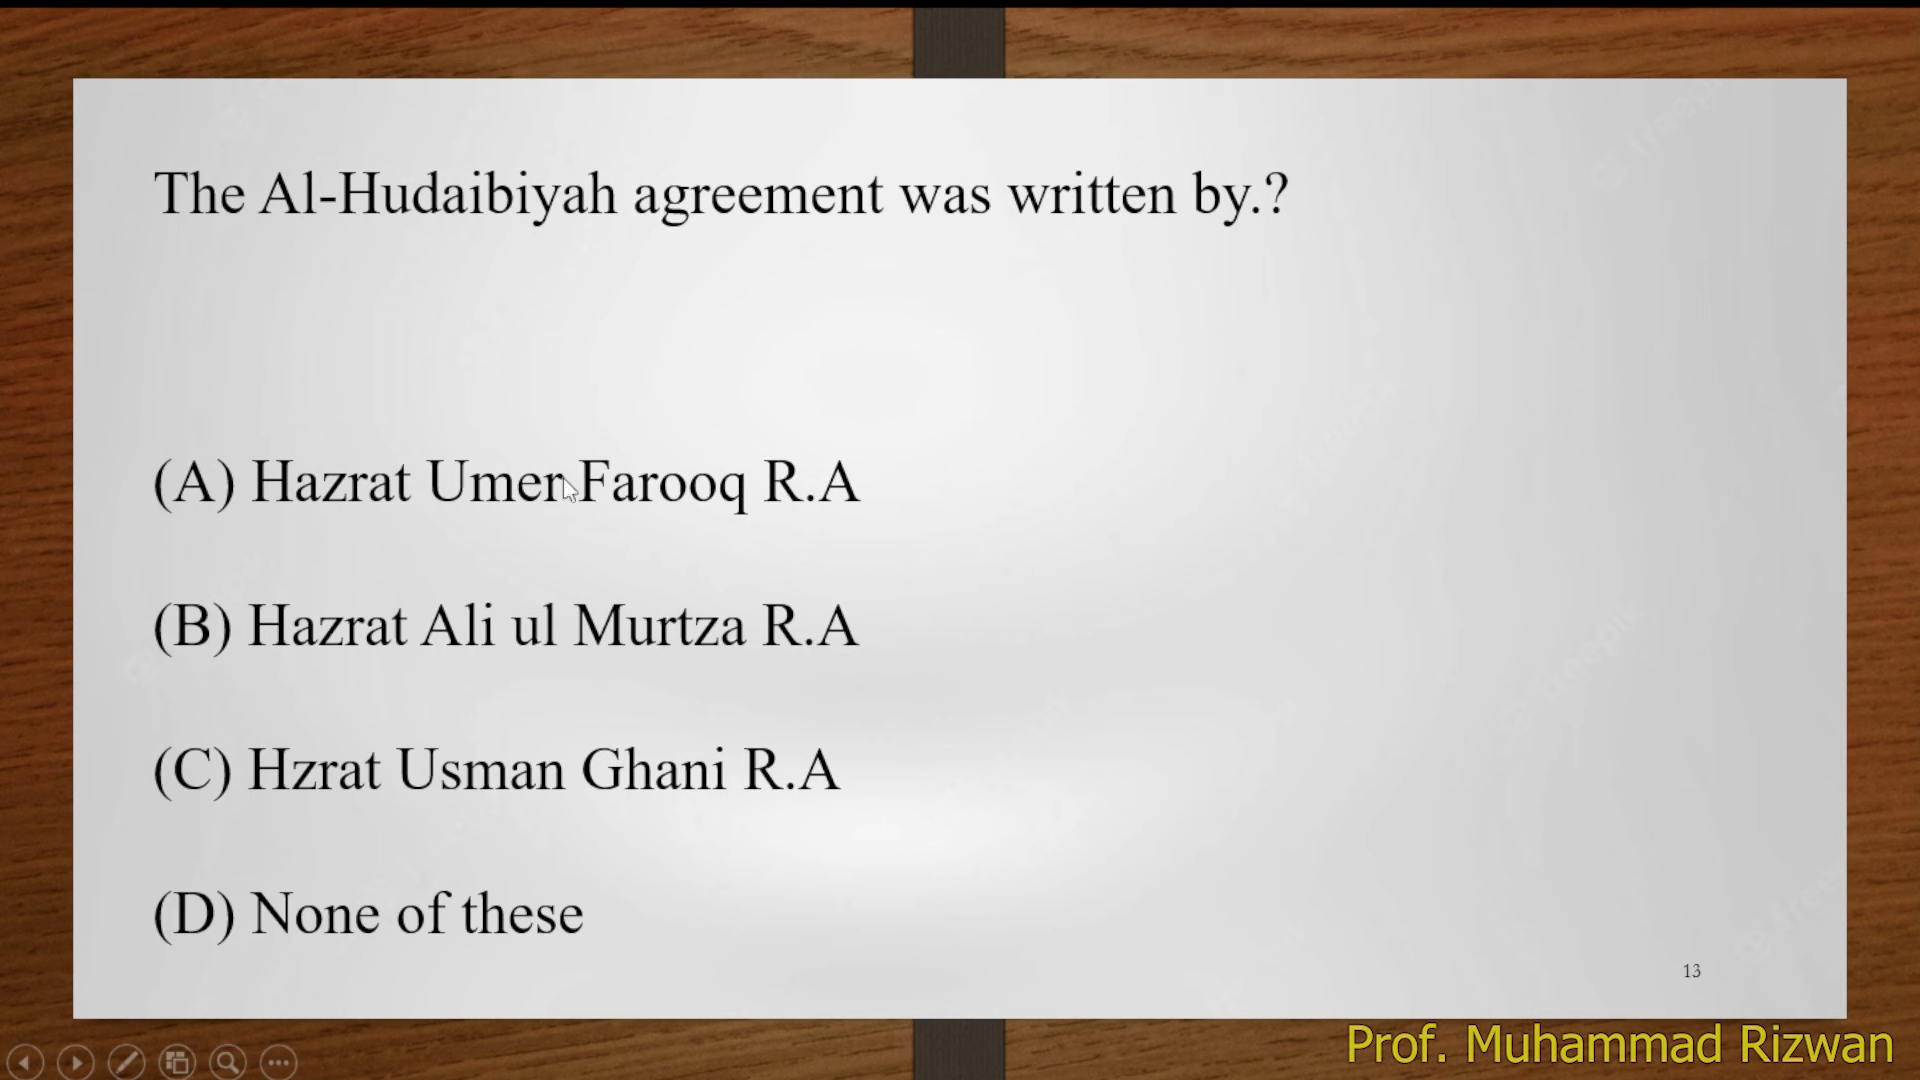 The Al-Hudaibiyah agreement was written by.?
(A) Hazrat Umer Farooq R.A
(B) Hazrat Ali ul Murtza R.A
(C) Hzrat Usman Ghani R.A
(D) None of these
13
Prof. Muhammad Rizwan